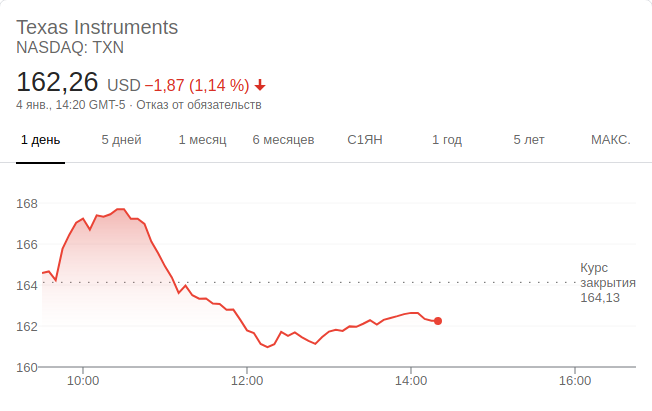 Texas Instruments
NASDAQ: TXN
162,26 USD −1,87 (1,14 %)
4 янв., 14:20 GMT-5 · Отказ от обязательств
1 день 5 дней 1 месяц 6 месяцев С1ЯН 1 год 5 лет МАКС.
168
166
164
162
160
Курс
закрытия
164,13
10:00 12:00 14:00 16:00